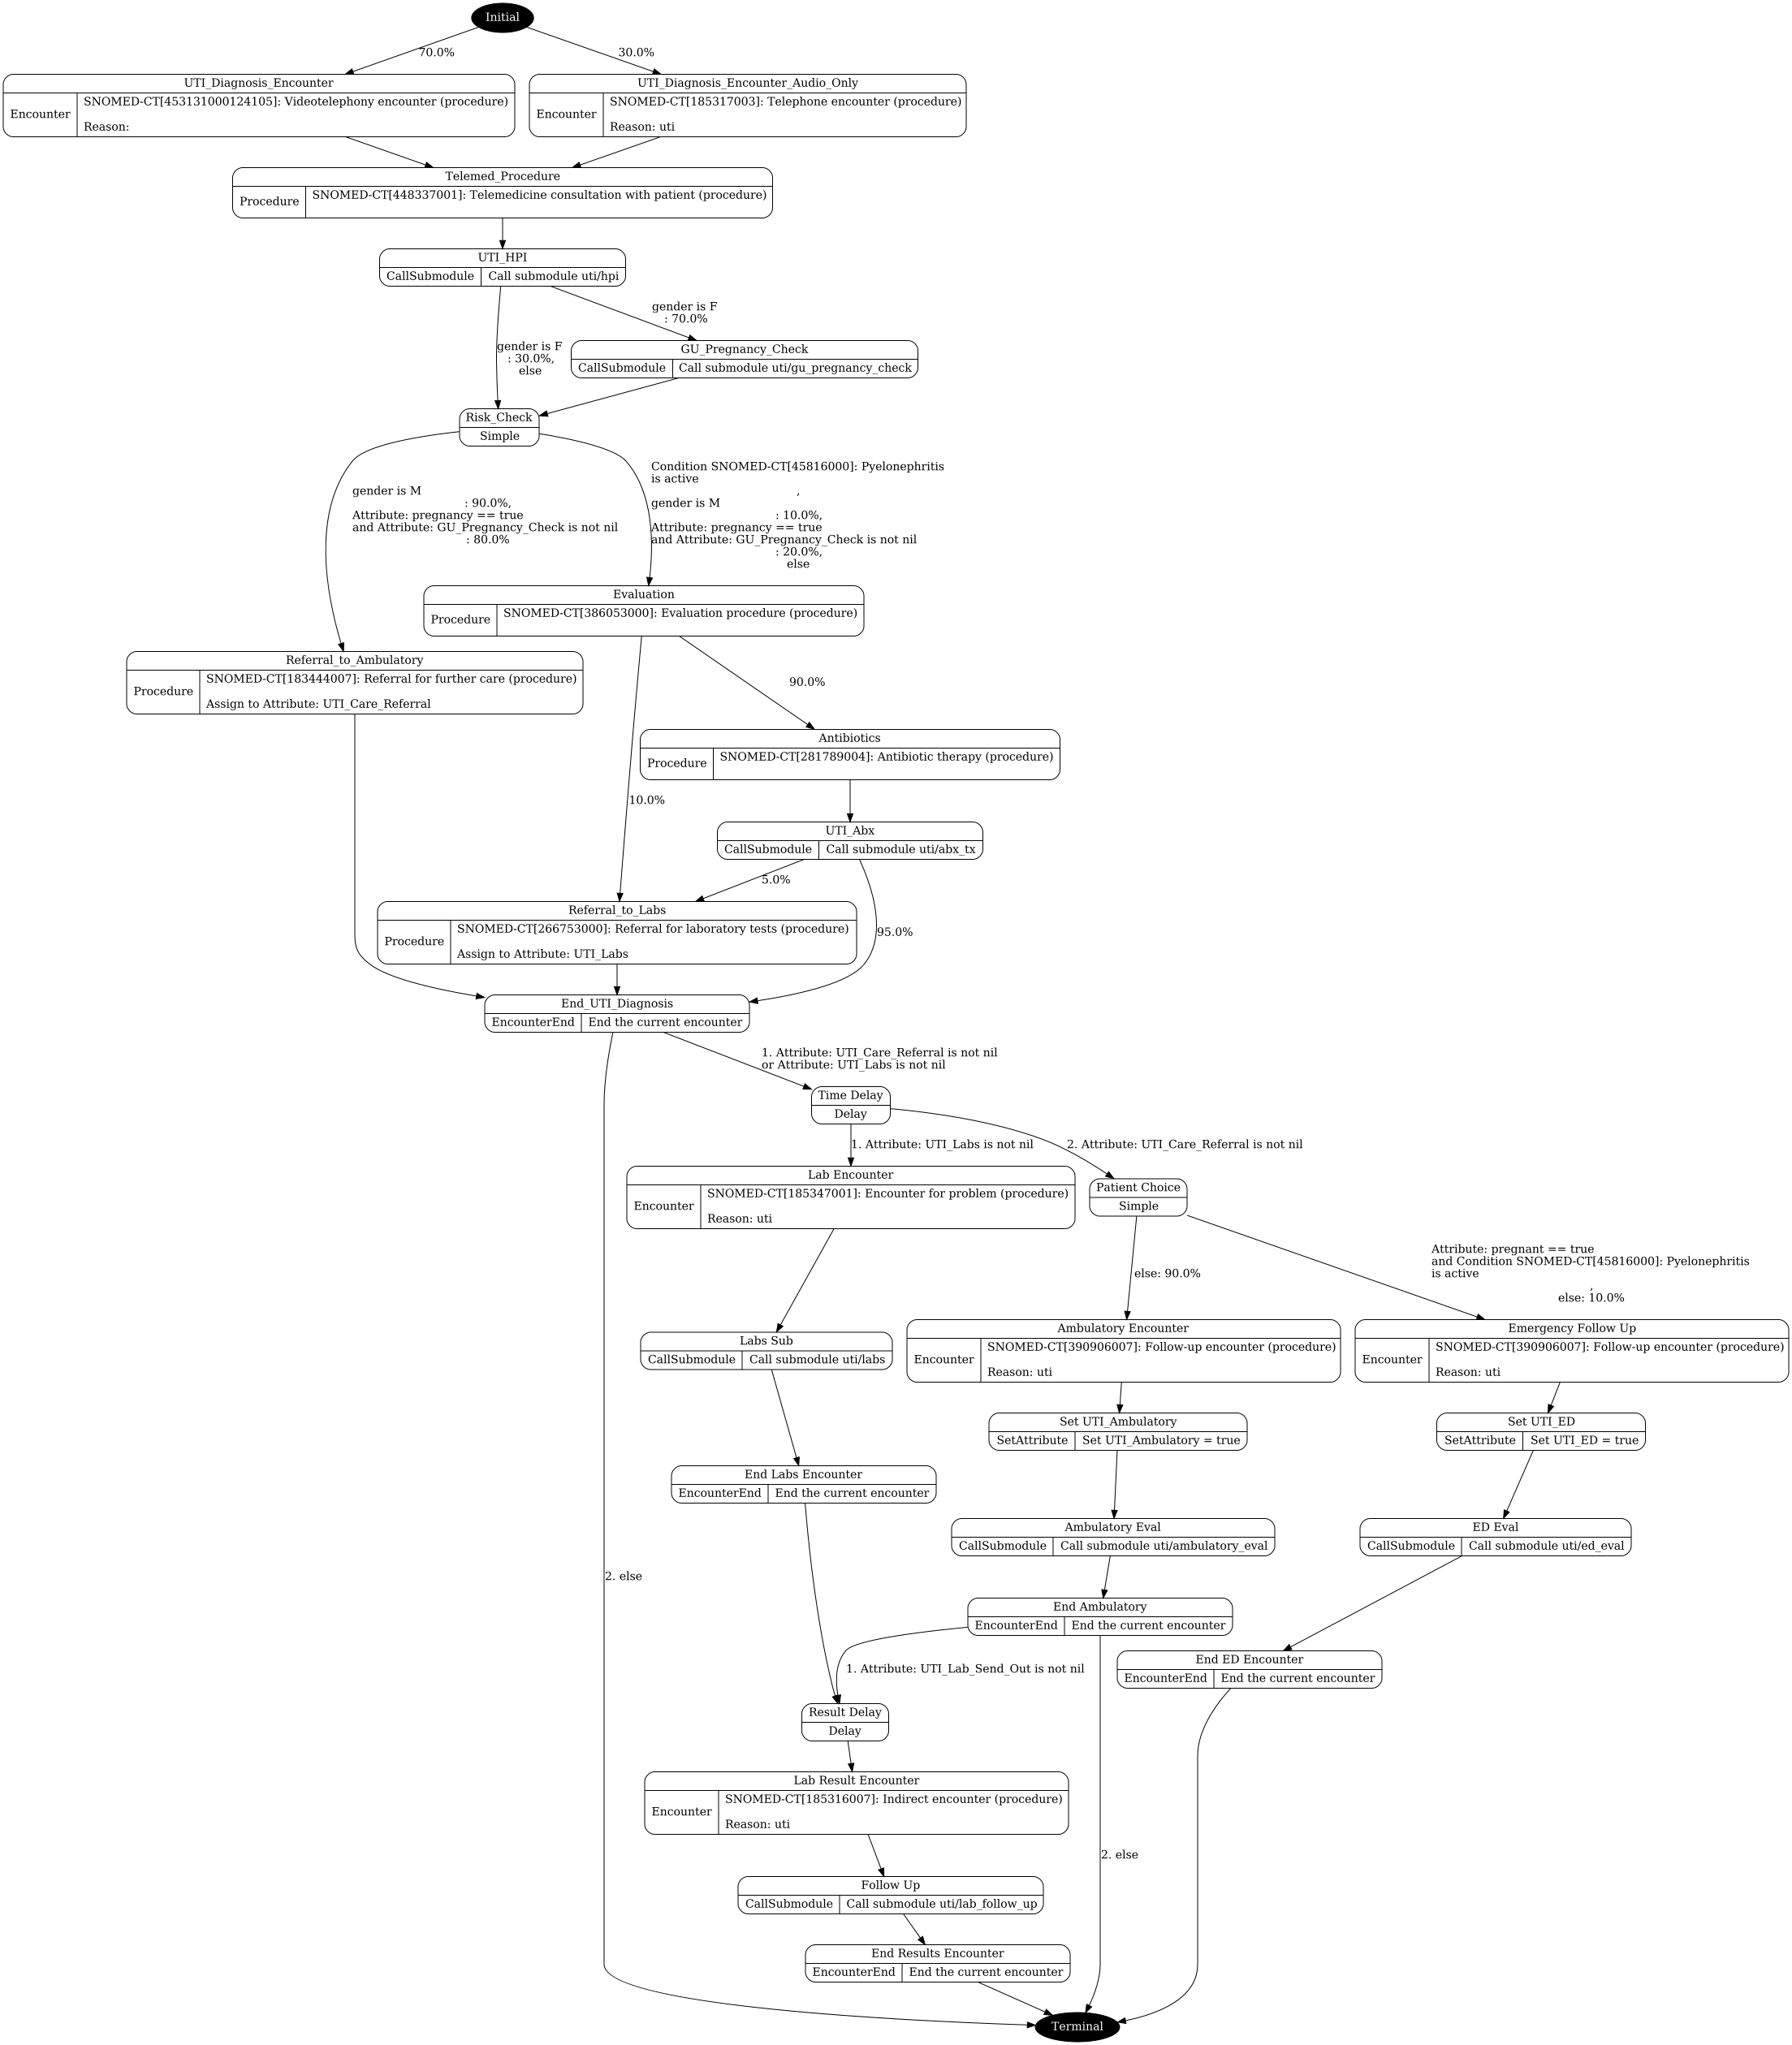 Initial
70.0%
30.0%
UTI_Diagnosis_Encounter
Encounter
SNOMED-CT[453131000124105]: Videotelephony encounter (procedure)
Reason:
UTI_Diagnosis_Encounter_Audio_Only
Encounter
SNOMED-CT[185317003]: Telephone encounter (procedure)
Reason: uti
Telemed_Procedure
Procedure
SNOMED-CT[448337001]: Telemedicine consultation with patient (procedure)
UTI_HPI
CallSubmodule
Call submodule uti/hpi
gender is F
: 70.0%
gender is F
: 30.0%,
else
GU_Pregnancy_Check
CallSubmodule
Call submodule uti/gu_pregnancy_check
Risk_Check
Simple
gender is M
: 90.0%,
Attribute: pregnancy == true
and Attribute: GU_Pregnancy_Check is not nil
: 80.0%
Condition SNOMED-CT[45816000]: Pyelonephritis
is active
,
gender is M
: 10.0%,
Attribute: pregnancy == true
and Attribute: GU_Pregnancy_Check is not nil
: 20.0%,
else
Evaluation
Procedure
SNOMED-CT[386053000]: Evaluation procedure (procedure)
Referral_to_Ambulatory
Procedure
SNOMED-CT[183444007]: Referral for further care (procedure)
Assign to Attribute: UTI_Care_Referral
90.0%
Antibiotics
Procedure
SNOMED-CT[281789004]: Antibiotic therapy (procedure)
10.0%
UTI_Abx
CallSubmodule
Call submodule uti/abx_tx
5.0%
95.0%
Referral_to_Labs
Procedure
SNOMED-CT[266753000]: Referral for laboratory tests (procedure)
Assign to Attribute: UTI_Labs
End_UTI_Diagnosis
EncounterEnd
End the current encounter
1. Attribute: UTI_Care_Referral is not nil
or Attribute: UTI_Labs is not nil
Time Delay
Delay
1. Attribute: UTI_Labs is not nil
2. Attribute: UTI_Care_Referral is not nil
Lab Encounter
Encounter
SNOMED-CT[185347001]: Encounter for problem (procedure)
Reason: uti
Patient Choice
Simple
else: 90.0%
Attribute: pregnant == true
and Condition SNOMED-CT[45816000]: Pyelonephritis
is active
,
else: 10.0%
Labs Sub
CallSubmodule
Call submodule uti/labs
Ambulatory Encounter
Encounter
SNOMED-CT[390906007]: Follow-up encounter (procedure)
Reason: uti
Emergency Follow Up
Encounter
SNOMED-CT[390906007]: Follow-up encounter (procedure)
Reason: uti
Set UTI_Ambulatory
SetAttribute
Set UTI_Ambulatory = true
Set UTI_ED
SetAttribute
Set UTI_ED = true
End Labs Encounter
EncounterEnd
End the current encounter
Ambulatory Eval
CallSubmodule
Call submodule uti/ambulatory_eval
ED Eval
CallSubmodule
Call submodule uti/ed_eval
2. else
End Ambulatory
EncounterEnd
End the current encounter
End ED Encounter
EncounterEnd
End the current encounter
1. Attribute: UTI_Lab_Send_Out is not nil
Result Delay
Delay
Lab Result Encounter
Encounter
SNOMED-CT[185316007]: Indirect encounter (procedure)
Reason: uti
2. else
Follow Up
CallSubmodule
Call submodule uti/lab_follow_up
End Results Encounter
EncounterEnd
End the current encounter
Terminal